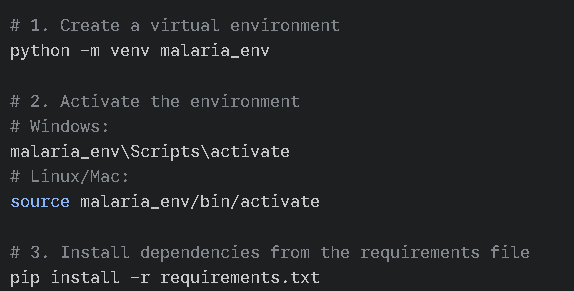 # 1. Create a virtual environment
python -m venv malaria_env
# 2. Activate the environment
# Windows:
malaria_env\Scripts\activate
# Linux/Mac:
source malaria_env/bin/activate
# 3. Install dependencies from the requirements file
pip install -r requirements.txt